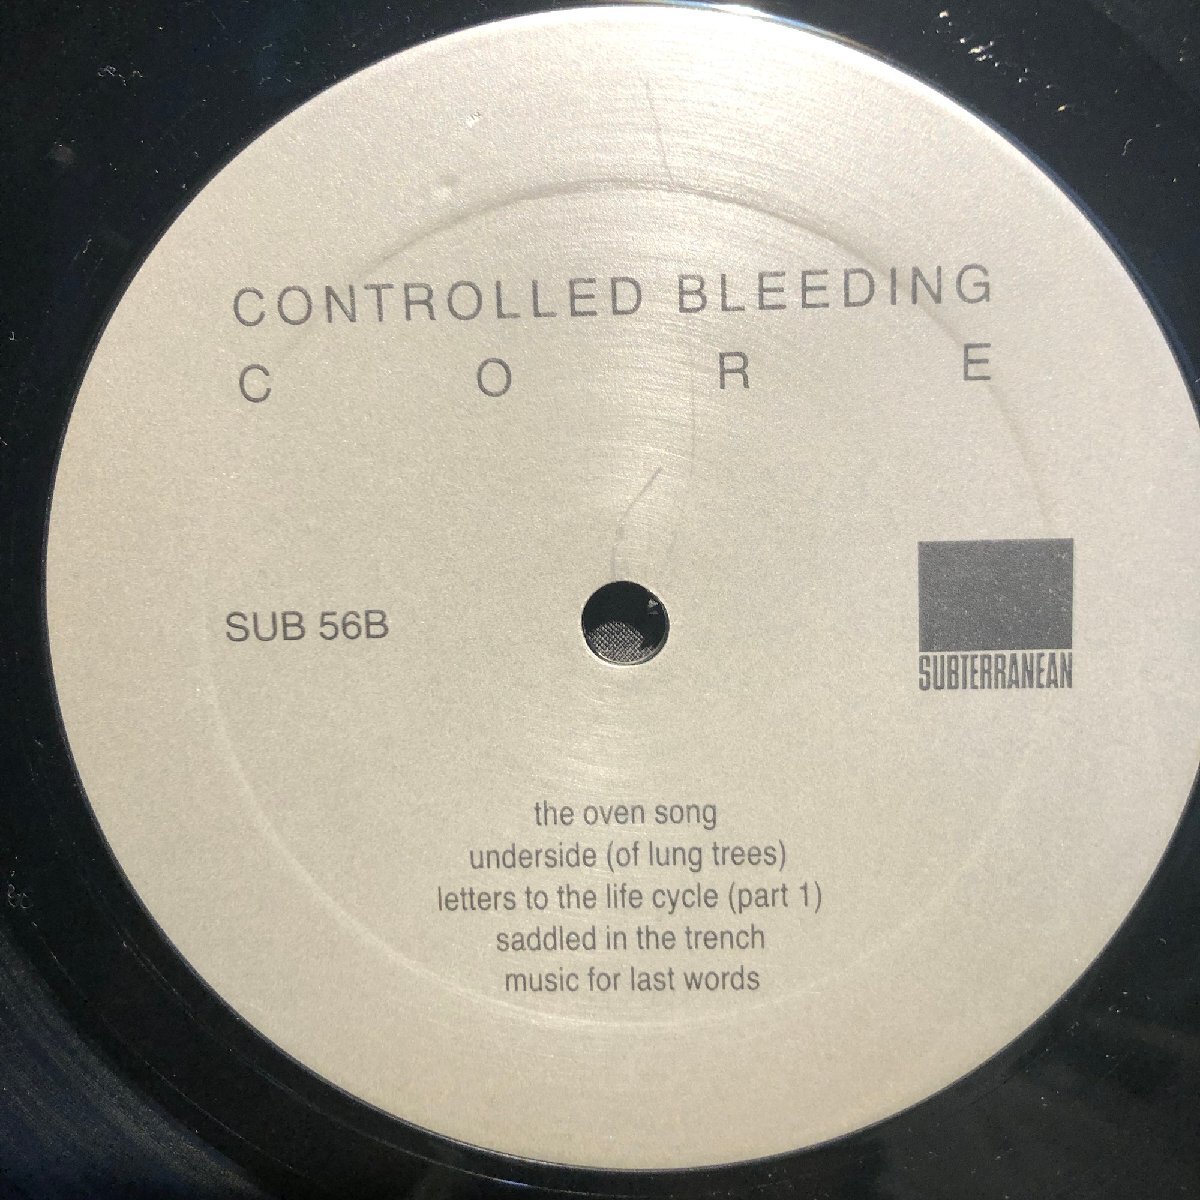 CONTROLLED BLEEDING
C O R E
SUB 56B
SUBTERRANEAN
the oven song
underside (of lung trees)
letters to the life cycle (part 1)
saddled in the trench
music for last words